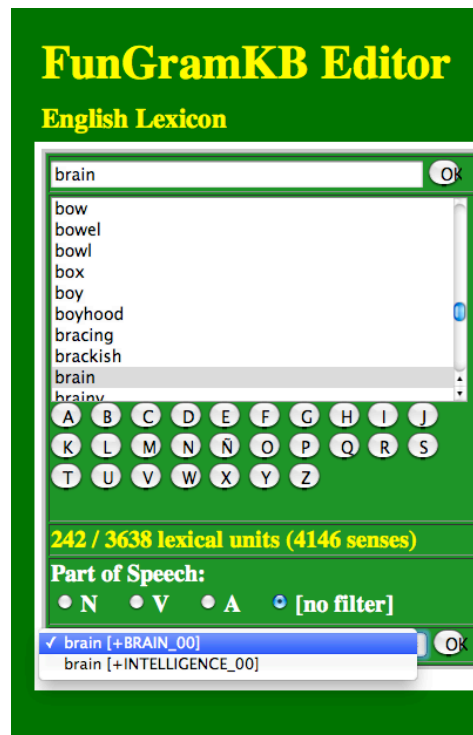 FunGramKB Editor
English Lexicon
brain OK
bow
bowel
bowl
box
boy
boyhood
bracing
brackish
brain
brainy
A B C D E F G H I J
K L M N Ñ O P Q R S
T U V W X Y Z
242 / 3638 lexical units (4146 senses)
Part of Speech:
N V A [no filter]
✓ brain [+BRAIN_00] OK
brain [+INTELLIGENCE_00]